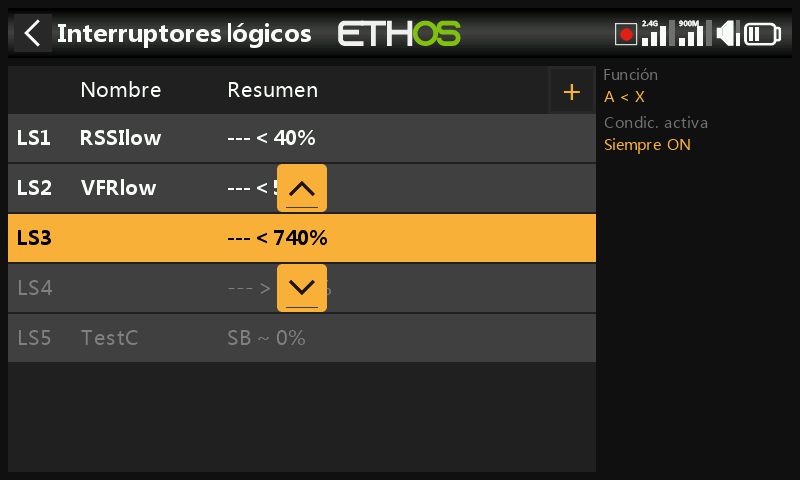 Interruptores lógicos ETHOS 2.4G 900M
Nombre Resumen +
LS1 RSSIlow --- < 40%
LS2 VFRlow --- <
LS3 --- < 740%
LS4 --- > %
LS5 TestC SB ~ 0%
Función
A < X
Condic. activa
Siempre ON